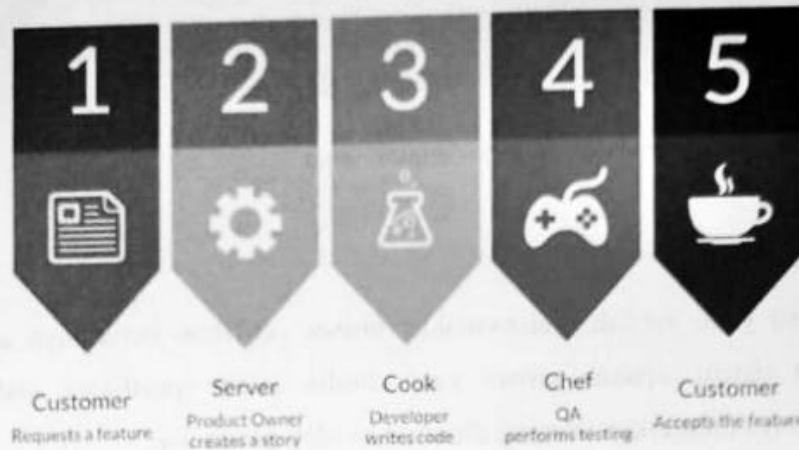 1
2
3
4
5
Customer
Requests a feature
Server
Product Owner
creates a story
Cook
Developer
writes code
Chef
QA
performs testing
Customer
Accepts the feature